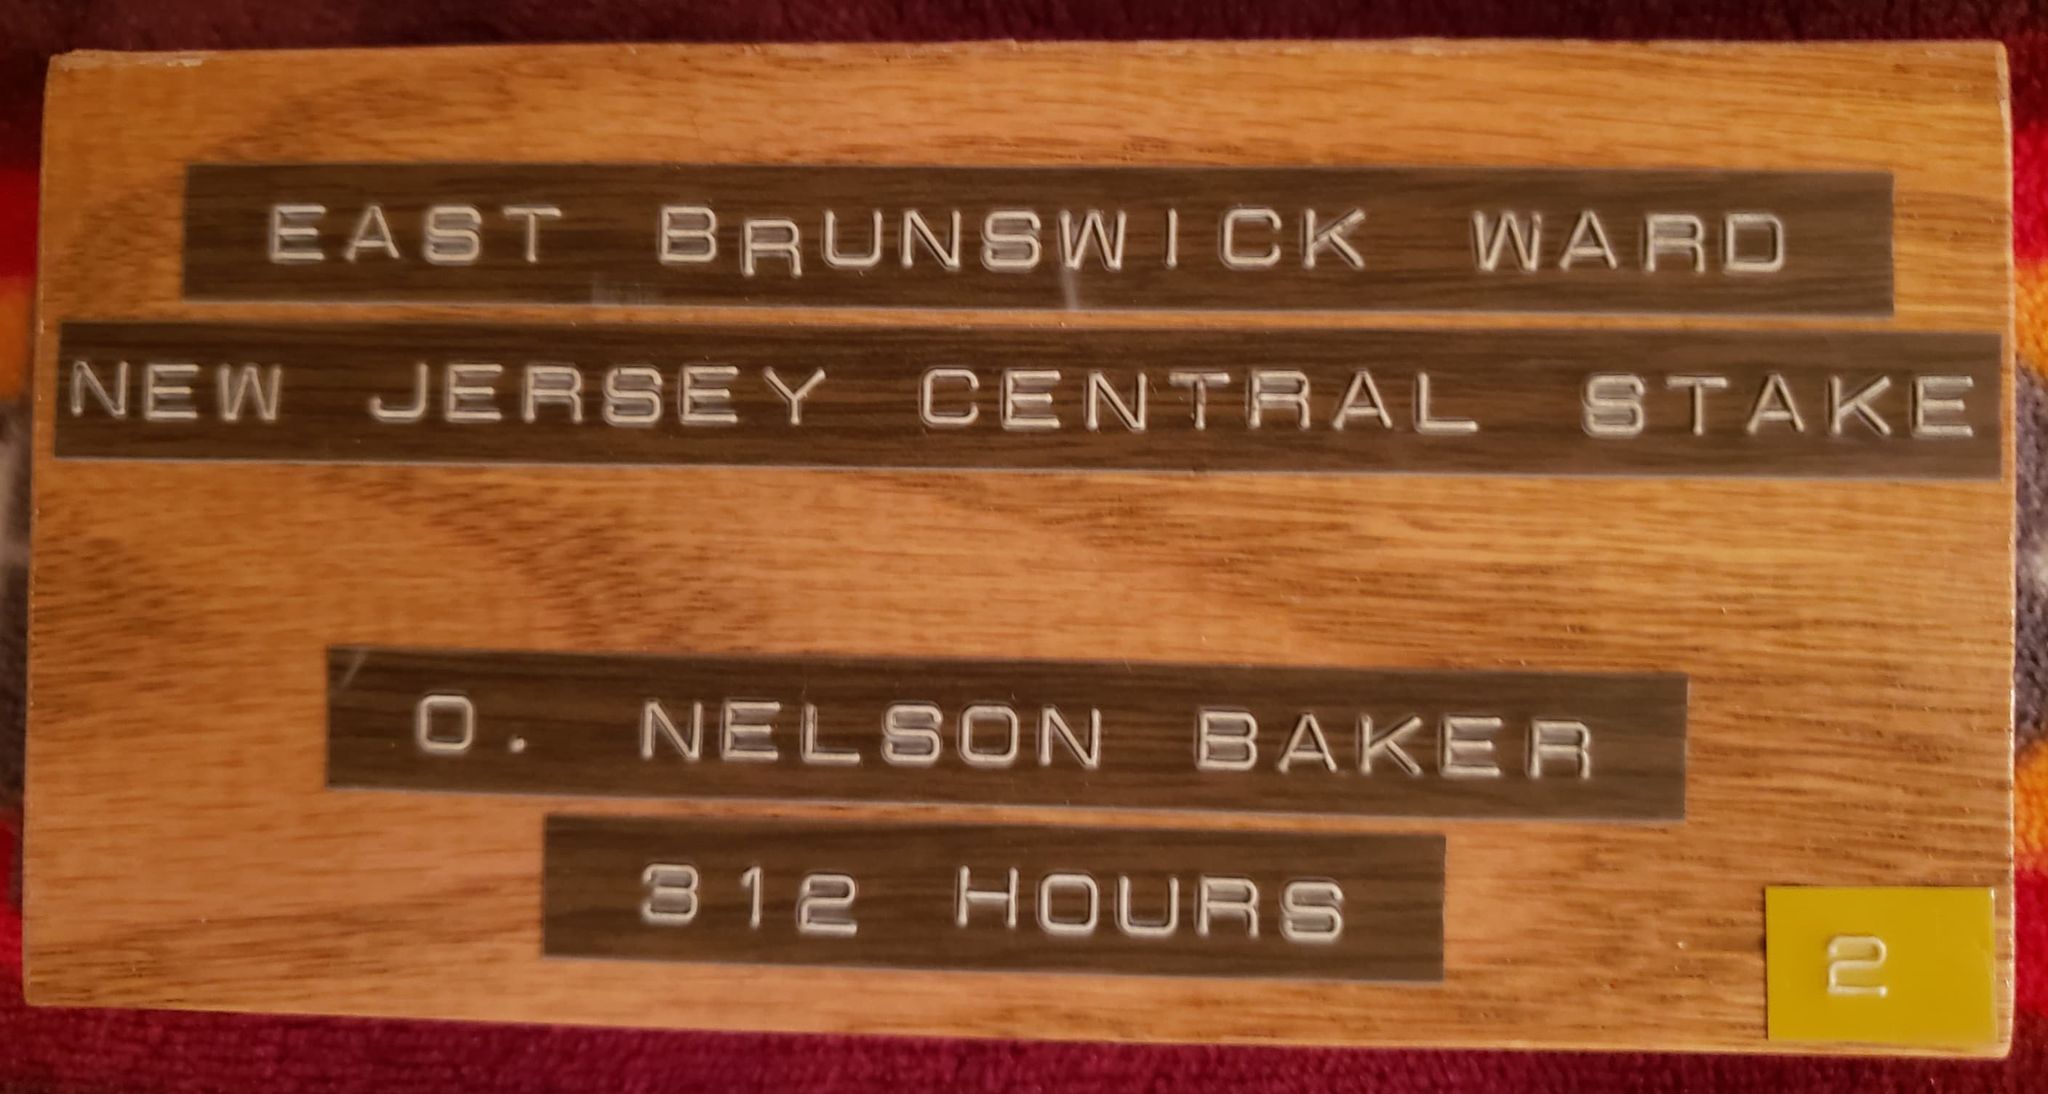 EAST BRUNSWICK WARD
NEW JERSEY CENTRAL STAKE
O. NELSON BAKER
312 HOURS
2